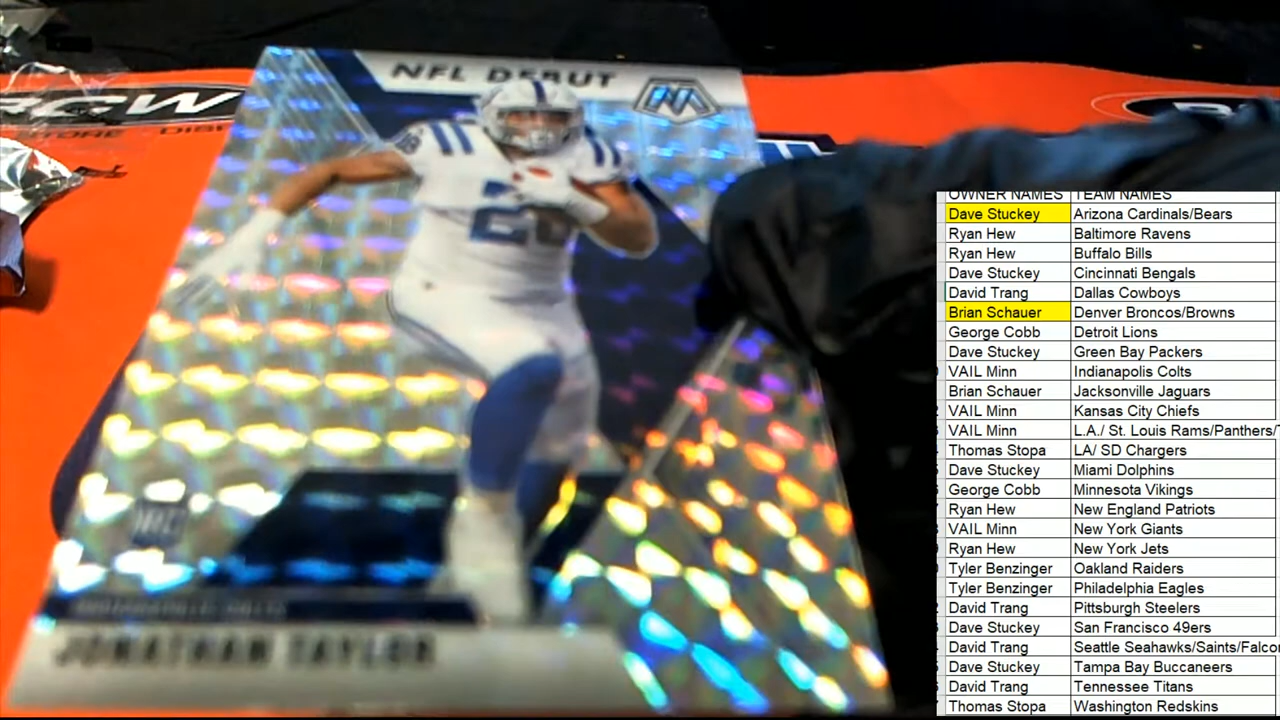 NFL DEBUT
RC
JONATHAN TAYLOR
OWNER NAMES TEAM NAMES
Dave Stuckey Arizona Cardinals/Bears
Ryan Hew Baltimore Ravens
Ryan Hew Buffalo Bills
Dave Stuckey Cincinnati Bengals
David Trang Dallas Cowboys
Brian Schauer Denver Broncos/Browns
George Cobb Detroit Lions
Dave Stuckey Green Bay Packers
VAIL Minn Indianapolis Colts
Brian Schauer Jacksonville Jaguars
VAIL Minn Kansas City Chiefs
VAIL Minn L.A./ St. Louis Rams/Panthers/
Thomas Stopa LA/ SD Chargers
Dave Stuckey Miami Dolphins
George Cobb Minnesota Vikings
Ryan Hew New England Patriots
VAIL Minn New York Giants
Ryan Hew New York Jets
Tyler Benzinger Oakland Raiders
Tyler Benzinger Philadelphia Eagles
David Trang Pittsburgh Steelers
Dave Stuckey San Francisco 49ers
David Trang Seattle Seahawks/Saints/Falco
Dave Stuckey Tampa Bay Buccaneers
David Trang Tennessee Titans
Thomas Stopa Washington Redskins